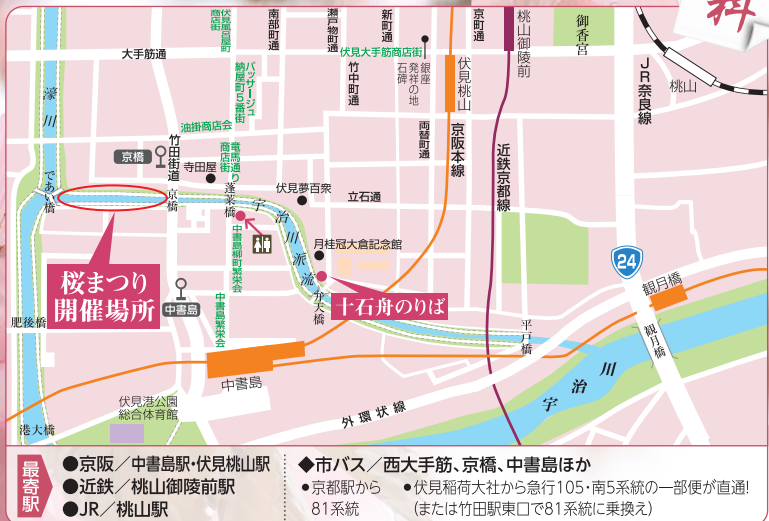 料
伏見風呂屋町
商店街
南部町通
瀬戸物町通
京町通
新町通
桃山御陵前
御香宮
大手筋通
伏見大手筋商店街
銀座
発祥の地
石碑
伏見桃山
JR奈良線
桃山
濠川
パッサージュ
納屋町5番街
竹中町通
両替町通
京阪本線
近鉄京都線
油掛商店会
竹田街道
京橋
竜馬通り
商店街
寺田屋
蓬莱橋
伏見夢百衆
立石通
であい橋
京橋
宇治川派流
月桂冠大倉記念館
24
桜まつり
開催場所
中書島柳町繁栄会
弁天橋
十石舟のりば
観月橋
中書島
中書島繁栄会
肥後橋
平戸橋
観月橋
中書島
宇治川
伏見港公園
総合体育館
外環状線
港大橋
最寄駅
●京阪/中書島駅・伏見桃山駅
●近鉄/桃山御陵前駅
●JR/桃山駅
◆市バス/西大手筋、京橋、中書島ほか
●京都駅から
81系統
●伏見稲荷大社から急行105・南5系統の一部便が直通!
(または竹田駅東口で81系統に乗換え)